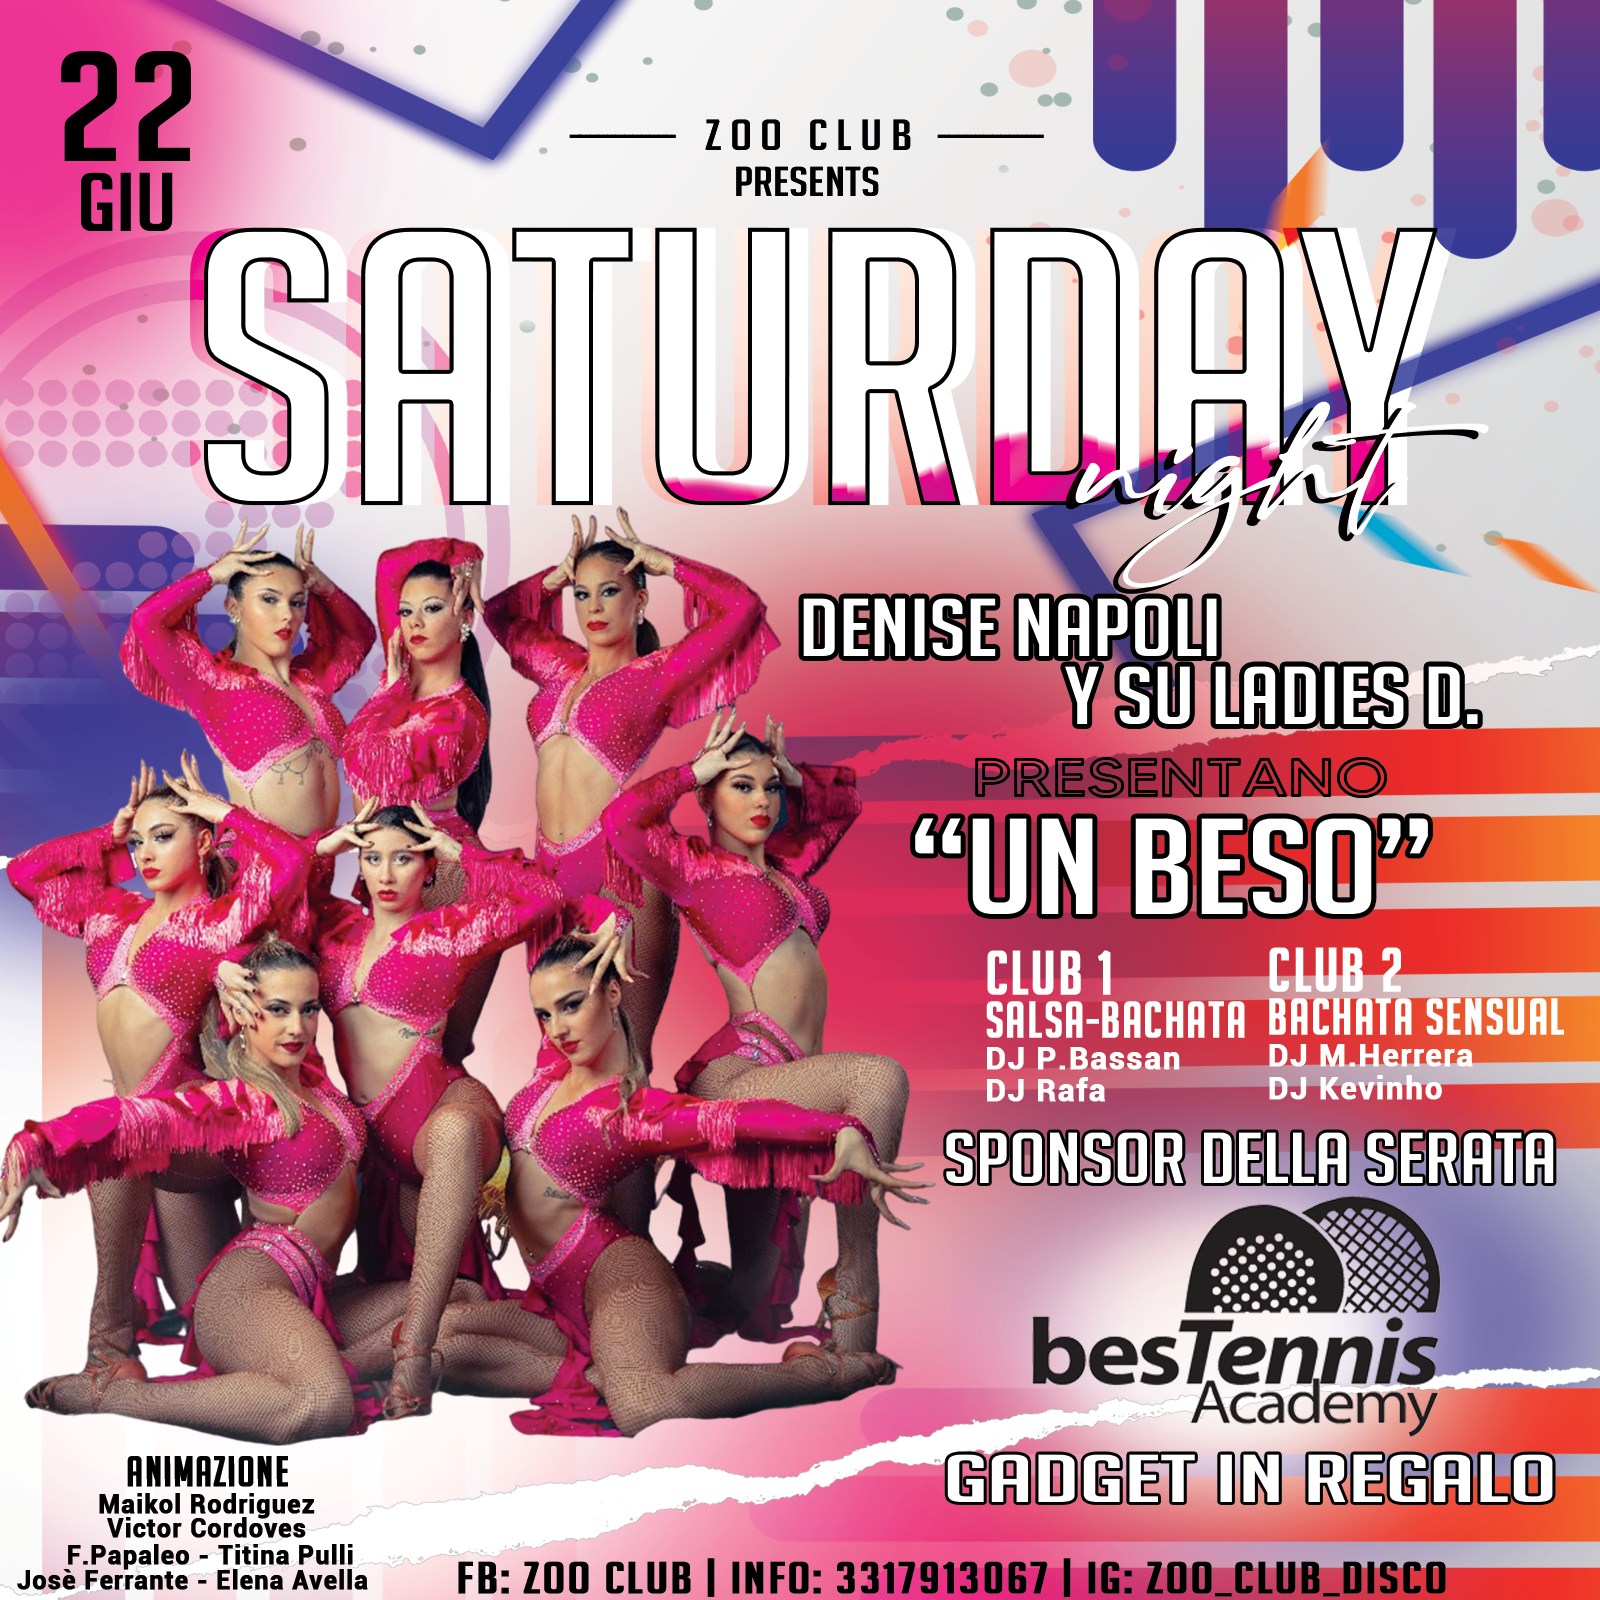 22
GIU
ZOO CLUB
PRESENTS
SATURDAY
night
DENISE NAPOLI
Y SU LADIES D.
PRESENTANO
“UN BESO”
CLUB 1
SALSA-BACHATA
DJ P.Bassan
DJ Rafa
CLUB 2
BACHATA SENSUAL
DJ M.Herrera
DJ Kevinho
SPONSOR DELLA SERATA
besTennis
Academy
GADGET IN REGALO
ANIMAZIONE
Maikol Rodriguez
Victor Cordoves
F.Papaleo - Titina Pulli
Josè Ferrante - Elena Avella
FB: ZOO CLUB | INFO: 3317913067 | IG: ZOO_CLUB_DISCO